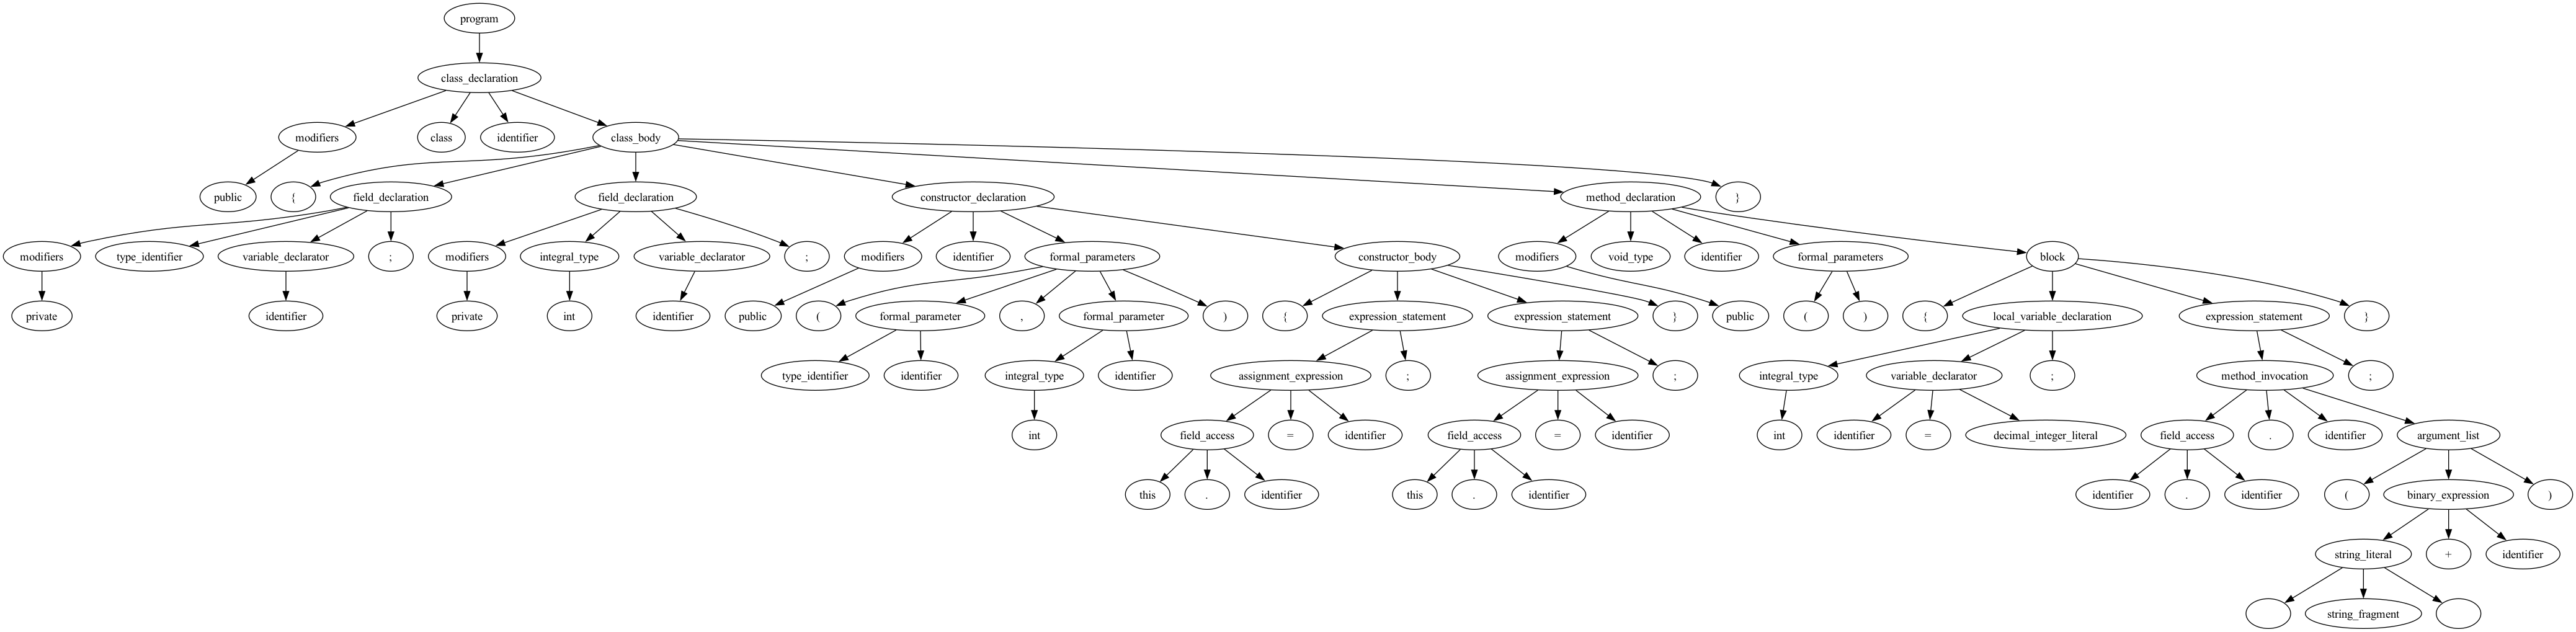 program
class_declaration
modifiers class identifier class_body
public { field_declaration field_declaration constructor_declaration method_declaration }
modifiers type_identifier variable_declarator ; modifiers integral_type variable_declarator ; modifiers identifier formal_parameters constructor_body modifiers void_type identifier formal_parameters block
private identifier private int identifier public ( formal_parameter , formal_parameter ) { expression_statement expression_statement } public ( ) { local_variable_declaration expression_statement }
type_identifier identifier integral_type identifier assignment_expression ; assignment_expression ; integral_type variable_declarator ; method_invocation ;
int field_access = identifier field_access = identifier int identifier = decimal_integer_literal field_access . identifier argument_list
this . identifier this . identifier identifier . identifier ( binary_expression )
string_literal + identifier
string_fragment